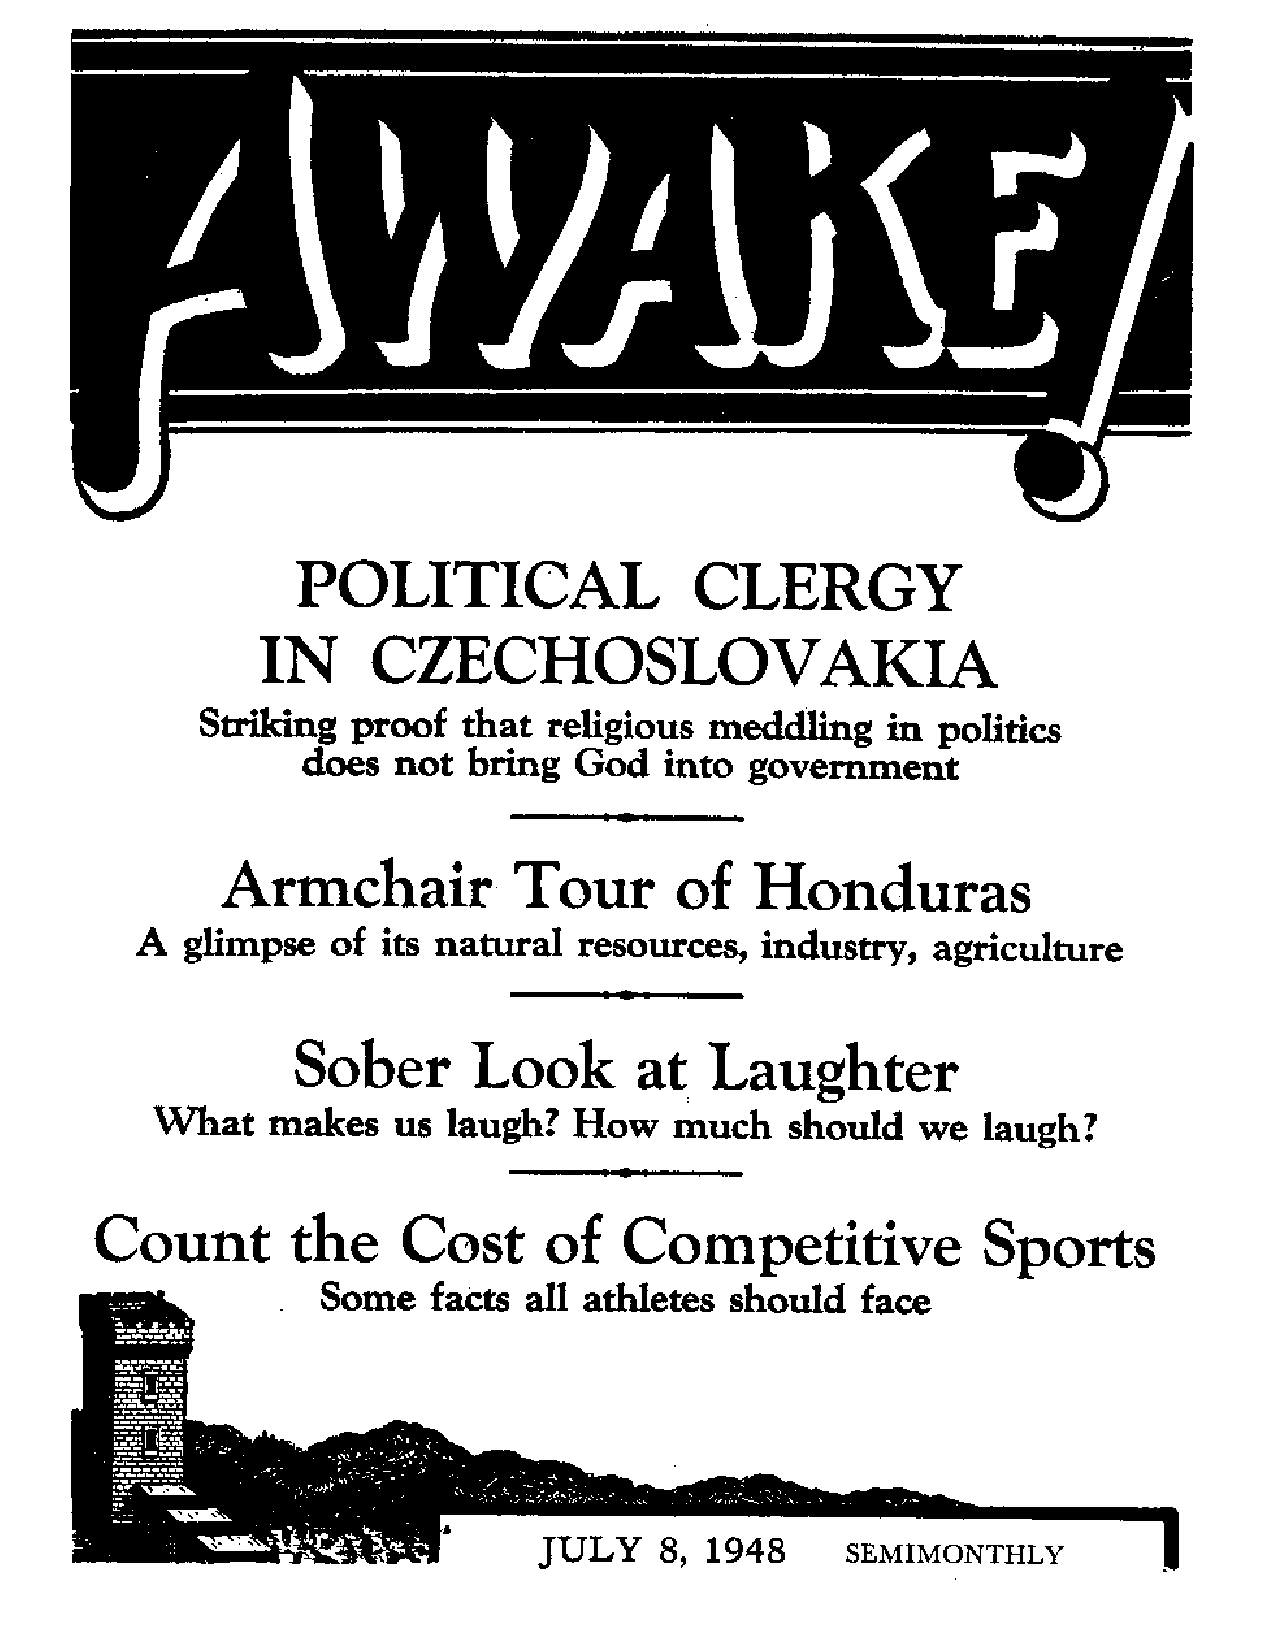 AWAKE!
POLITICAL CLERGY
IN CZECHOSLOVAKIA
Striking proof that religious meddling in politics
does not bring God into government
Armchair Tour of Honduras
A glimpse of its natural resources, industry, agriculture
Sober Look at Laughter
What makes us laugh? How much should we laugh?
Count the Cost of Competitive Sports
Some facts all athletes should face
JULY 8, 1948 SEMIMONTHLY